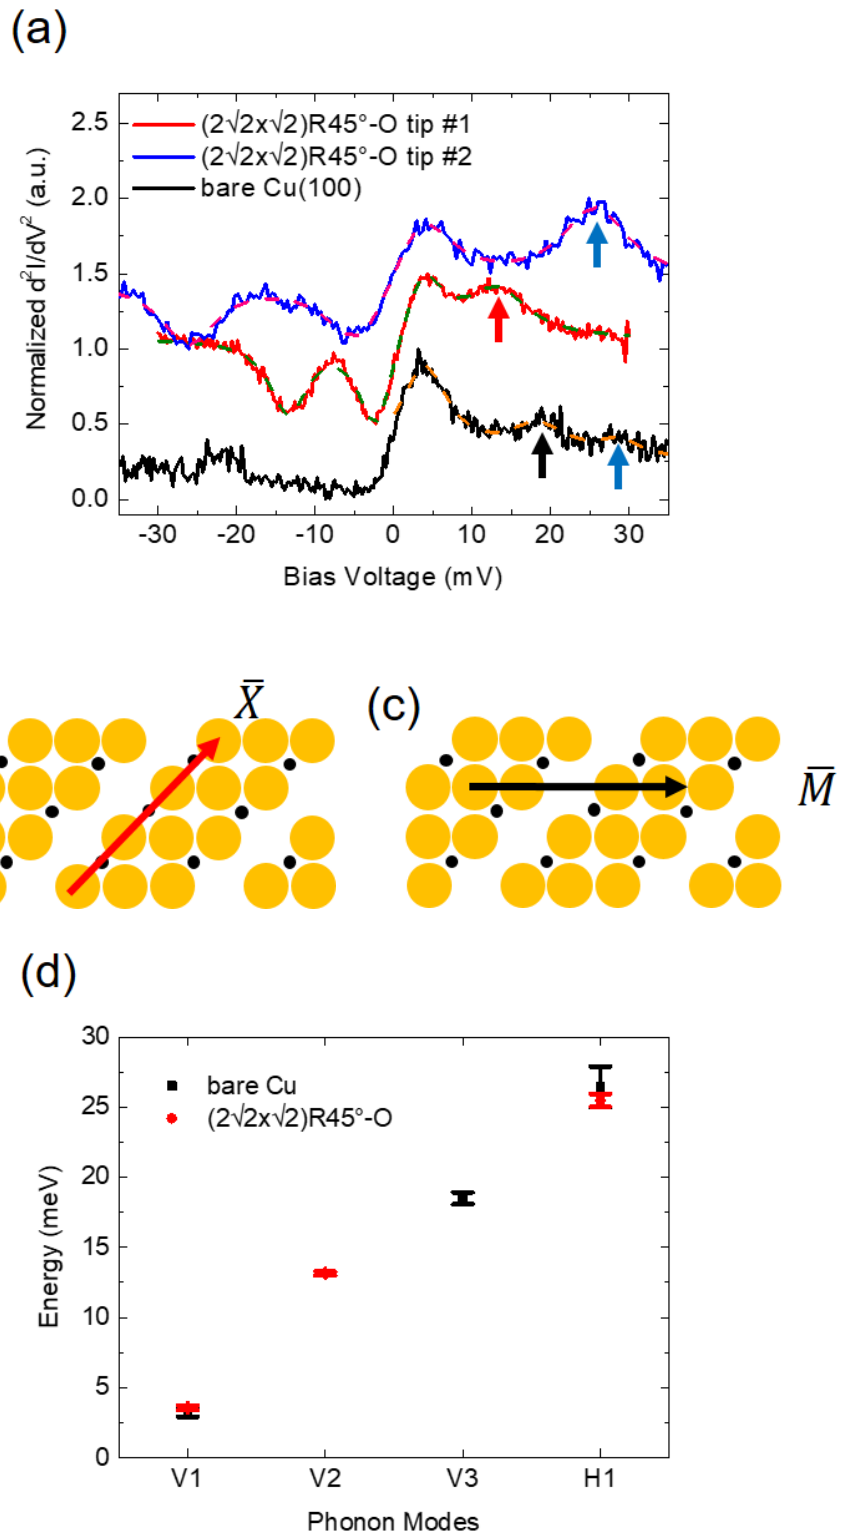 (a)
Normalized d²I/dV² (a.u.)
2.5
2.0
1.5
1.0
0.5
0.0
(2√2x√2)R45°-O tip #1
(2√2x√2)R45°-O tip #2
bare Cu(100)
-30 -20 -10 0 10 20 30
Bias Voltage (mV)
X̅
(c)
M̅
(d)
Energy (meV)
30
25
20
15
10
5
0
bare Cu
(2√2x√2)R45°-O
V1 V2 V3 H1
Phonon Modes